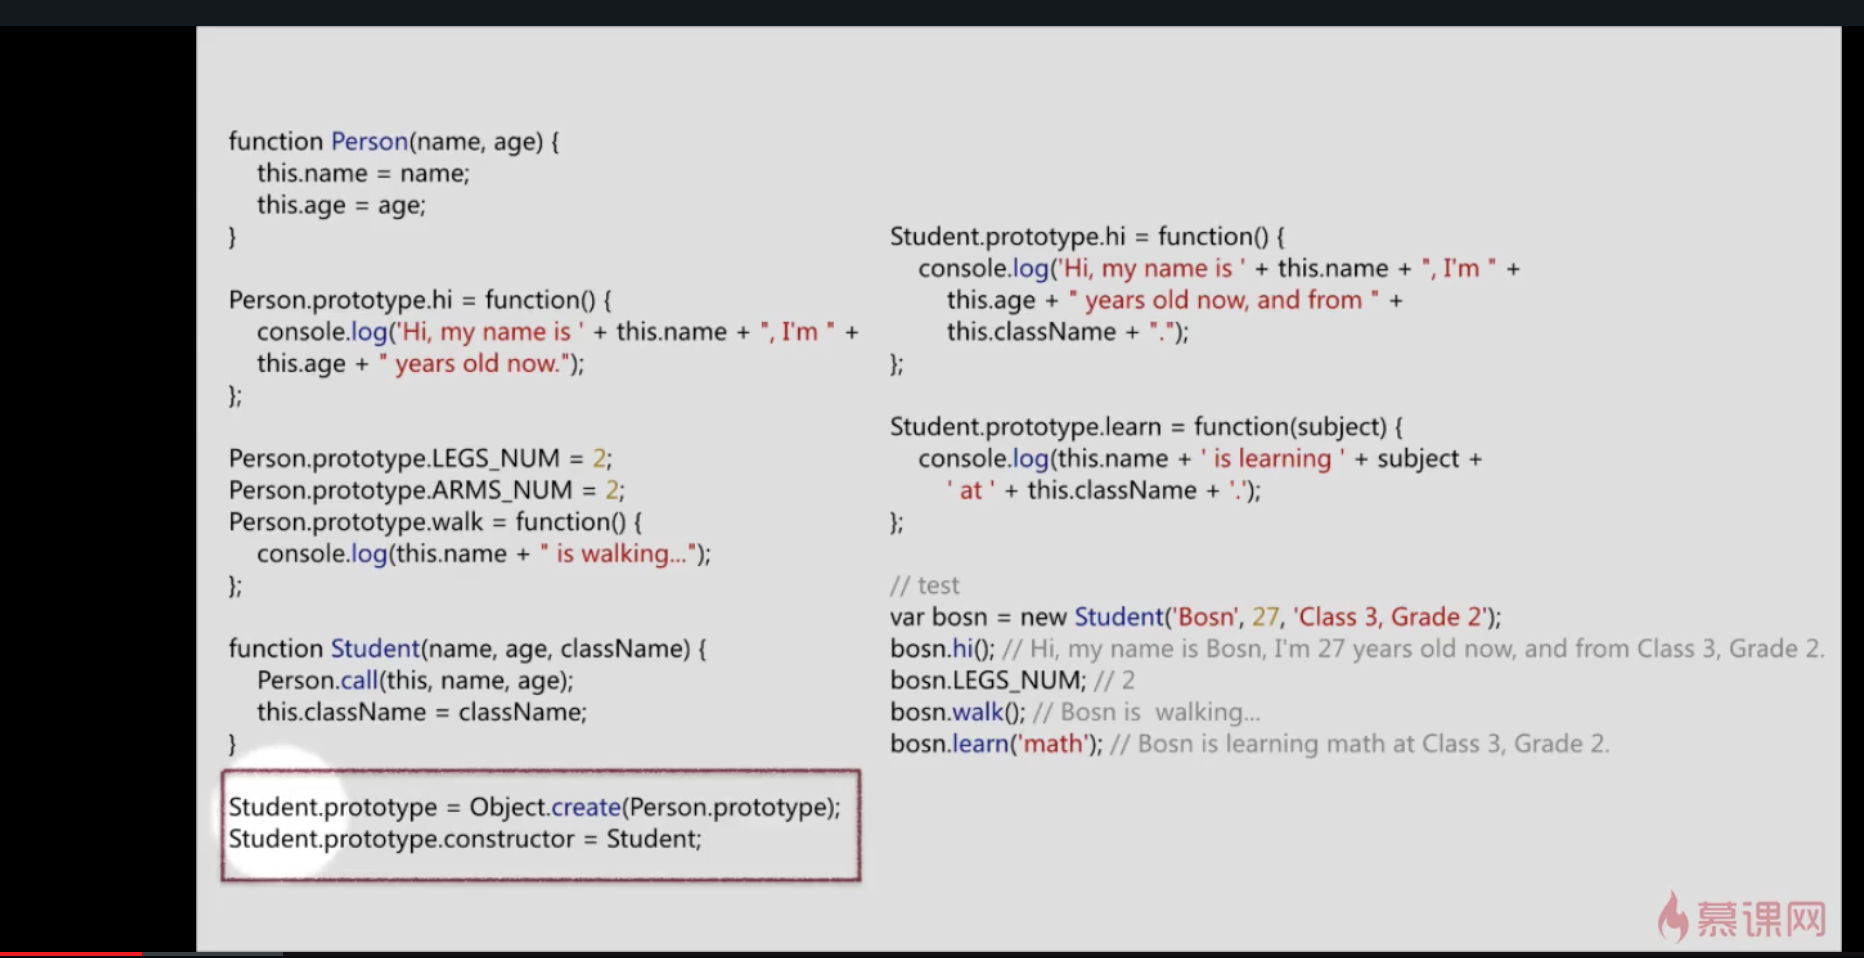 function Person(name, age) {
this.name = name;
this.age = age;
}
Person.prototype.hi = function() {
console.log('Hi, my name is ' + this.name + ", I'm " +
this.age + " years old now.");
};
Person.prototype.LEGS_NUM = 2;
Person.prototype.ARMS_NUM = 2;
Person.prototype.walk = function() {
console.log(this.name + " is walking...");
};
function Student(name, age, className) {
Person.call(this, name, age);
this.className = className;
}
Student.prototype = Object.create(Person.prototype);
Student.prototype.constructor = Student;
Student.prototype.hi = function() {
console.log('Hi, my name is ' + this.name + ", I'm " +
this.age + " years old now, and from " +
this.className + ".");
};
Student.prototype.learn = function(subject) {
console.log(this.name + ' is learning ' + subject +
' at ' + this.className + '.');
};
// test
var bosn = new Student('Bosn', 27, 'Class 3, Grade 2');
bosn.hi(); // Hi, my name is Bosn, I'm 27 years old now, and from Class 3, Grade 2.
bosn.LEGS_NUM; // 2
bosn.walk(); // Bosn is  walking...
bosn.learn('math'); // Bosn is learning math at Class 3, Grade 2.
慕课网